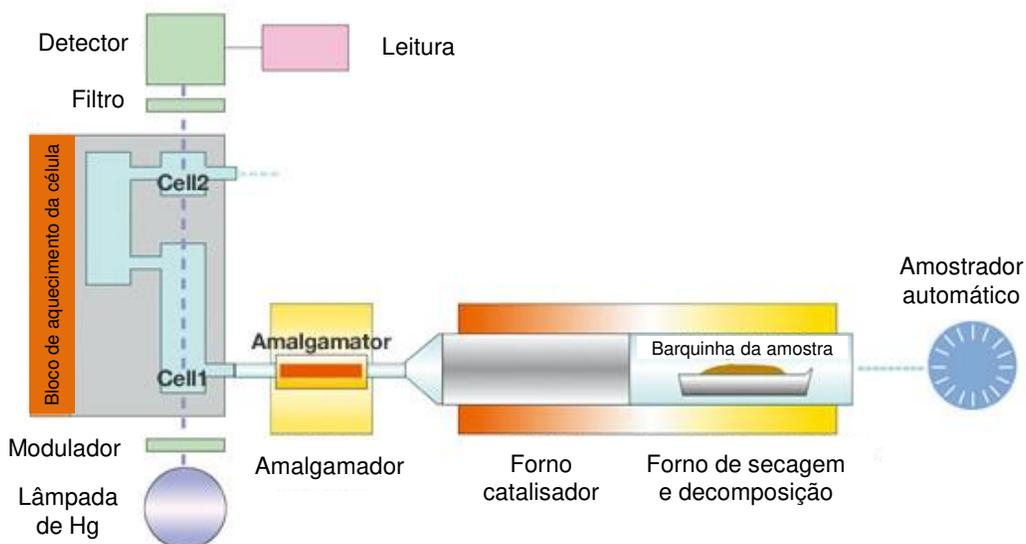 Detector
Leitura
Filtro
Bloco de aquecimento da célula
Cell2
Cell1
Amalgamator
Barquinha da amostra
Amostrador
automático
Modulador
Lâmpada
de Hg
Amalgamador
Forno
catalisador
Forno de secagem
e decomposição